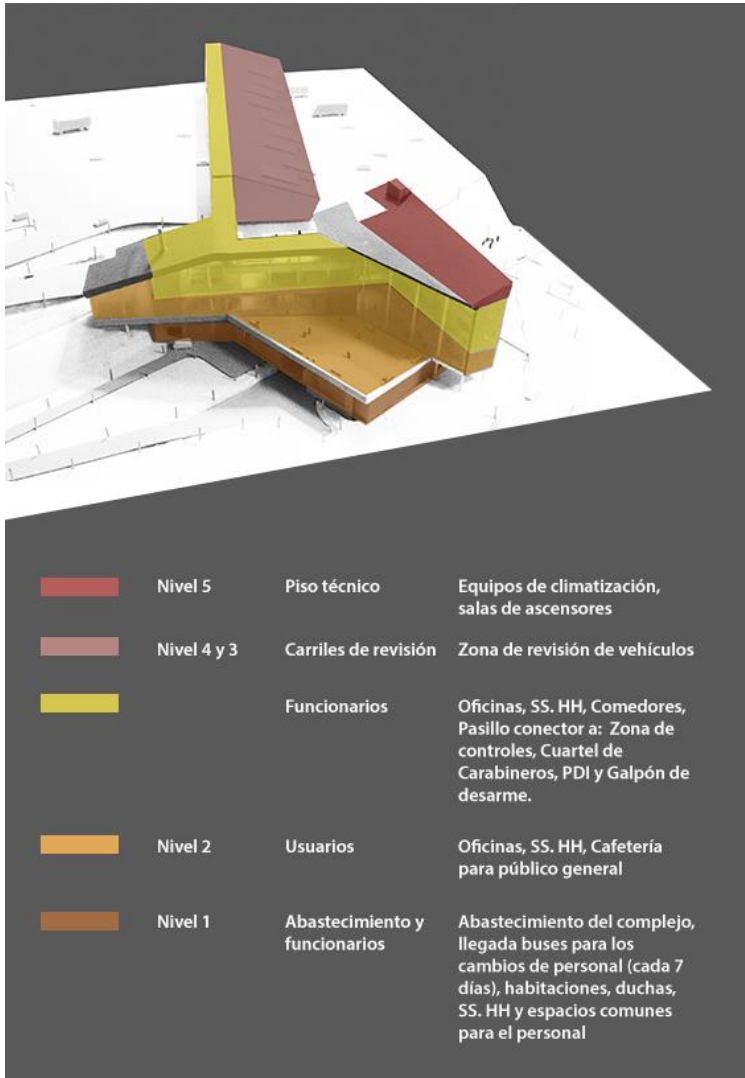 Nivel 5 Piso técnico Equipos de climatización,
salas de ascensores
Nivel 4 y 3 Carriles de revisión Zona de revisión de vehículos
Funcionarios Oficinas, SS. HH, Comedores,
Pasillo conector a: Zona de
controles, Cuartel de
Carabineros, PDI y Galpón de
desarme.
Nivel 2 Usuarios Oficinas, SS. HH, Cafetería
para público general
Nivel 1 Abastecimiento y Abastecimiento del complejo,
funcionarios llegada buses para los
cambios de personal (cada 7
días), habitaciones, duchas,
SS. HH y espacios comunes
para el personal